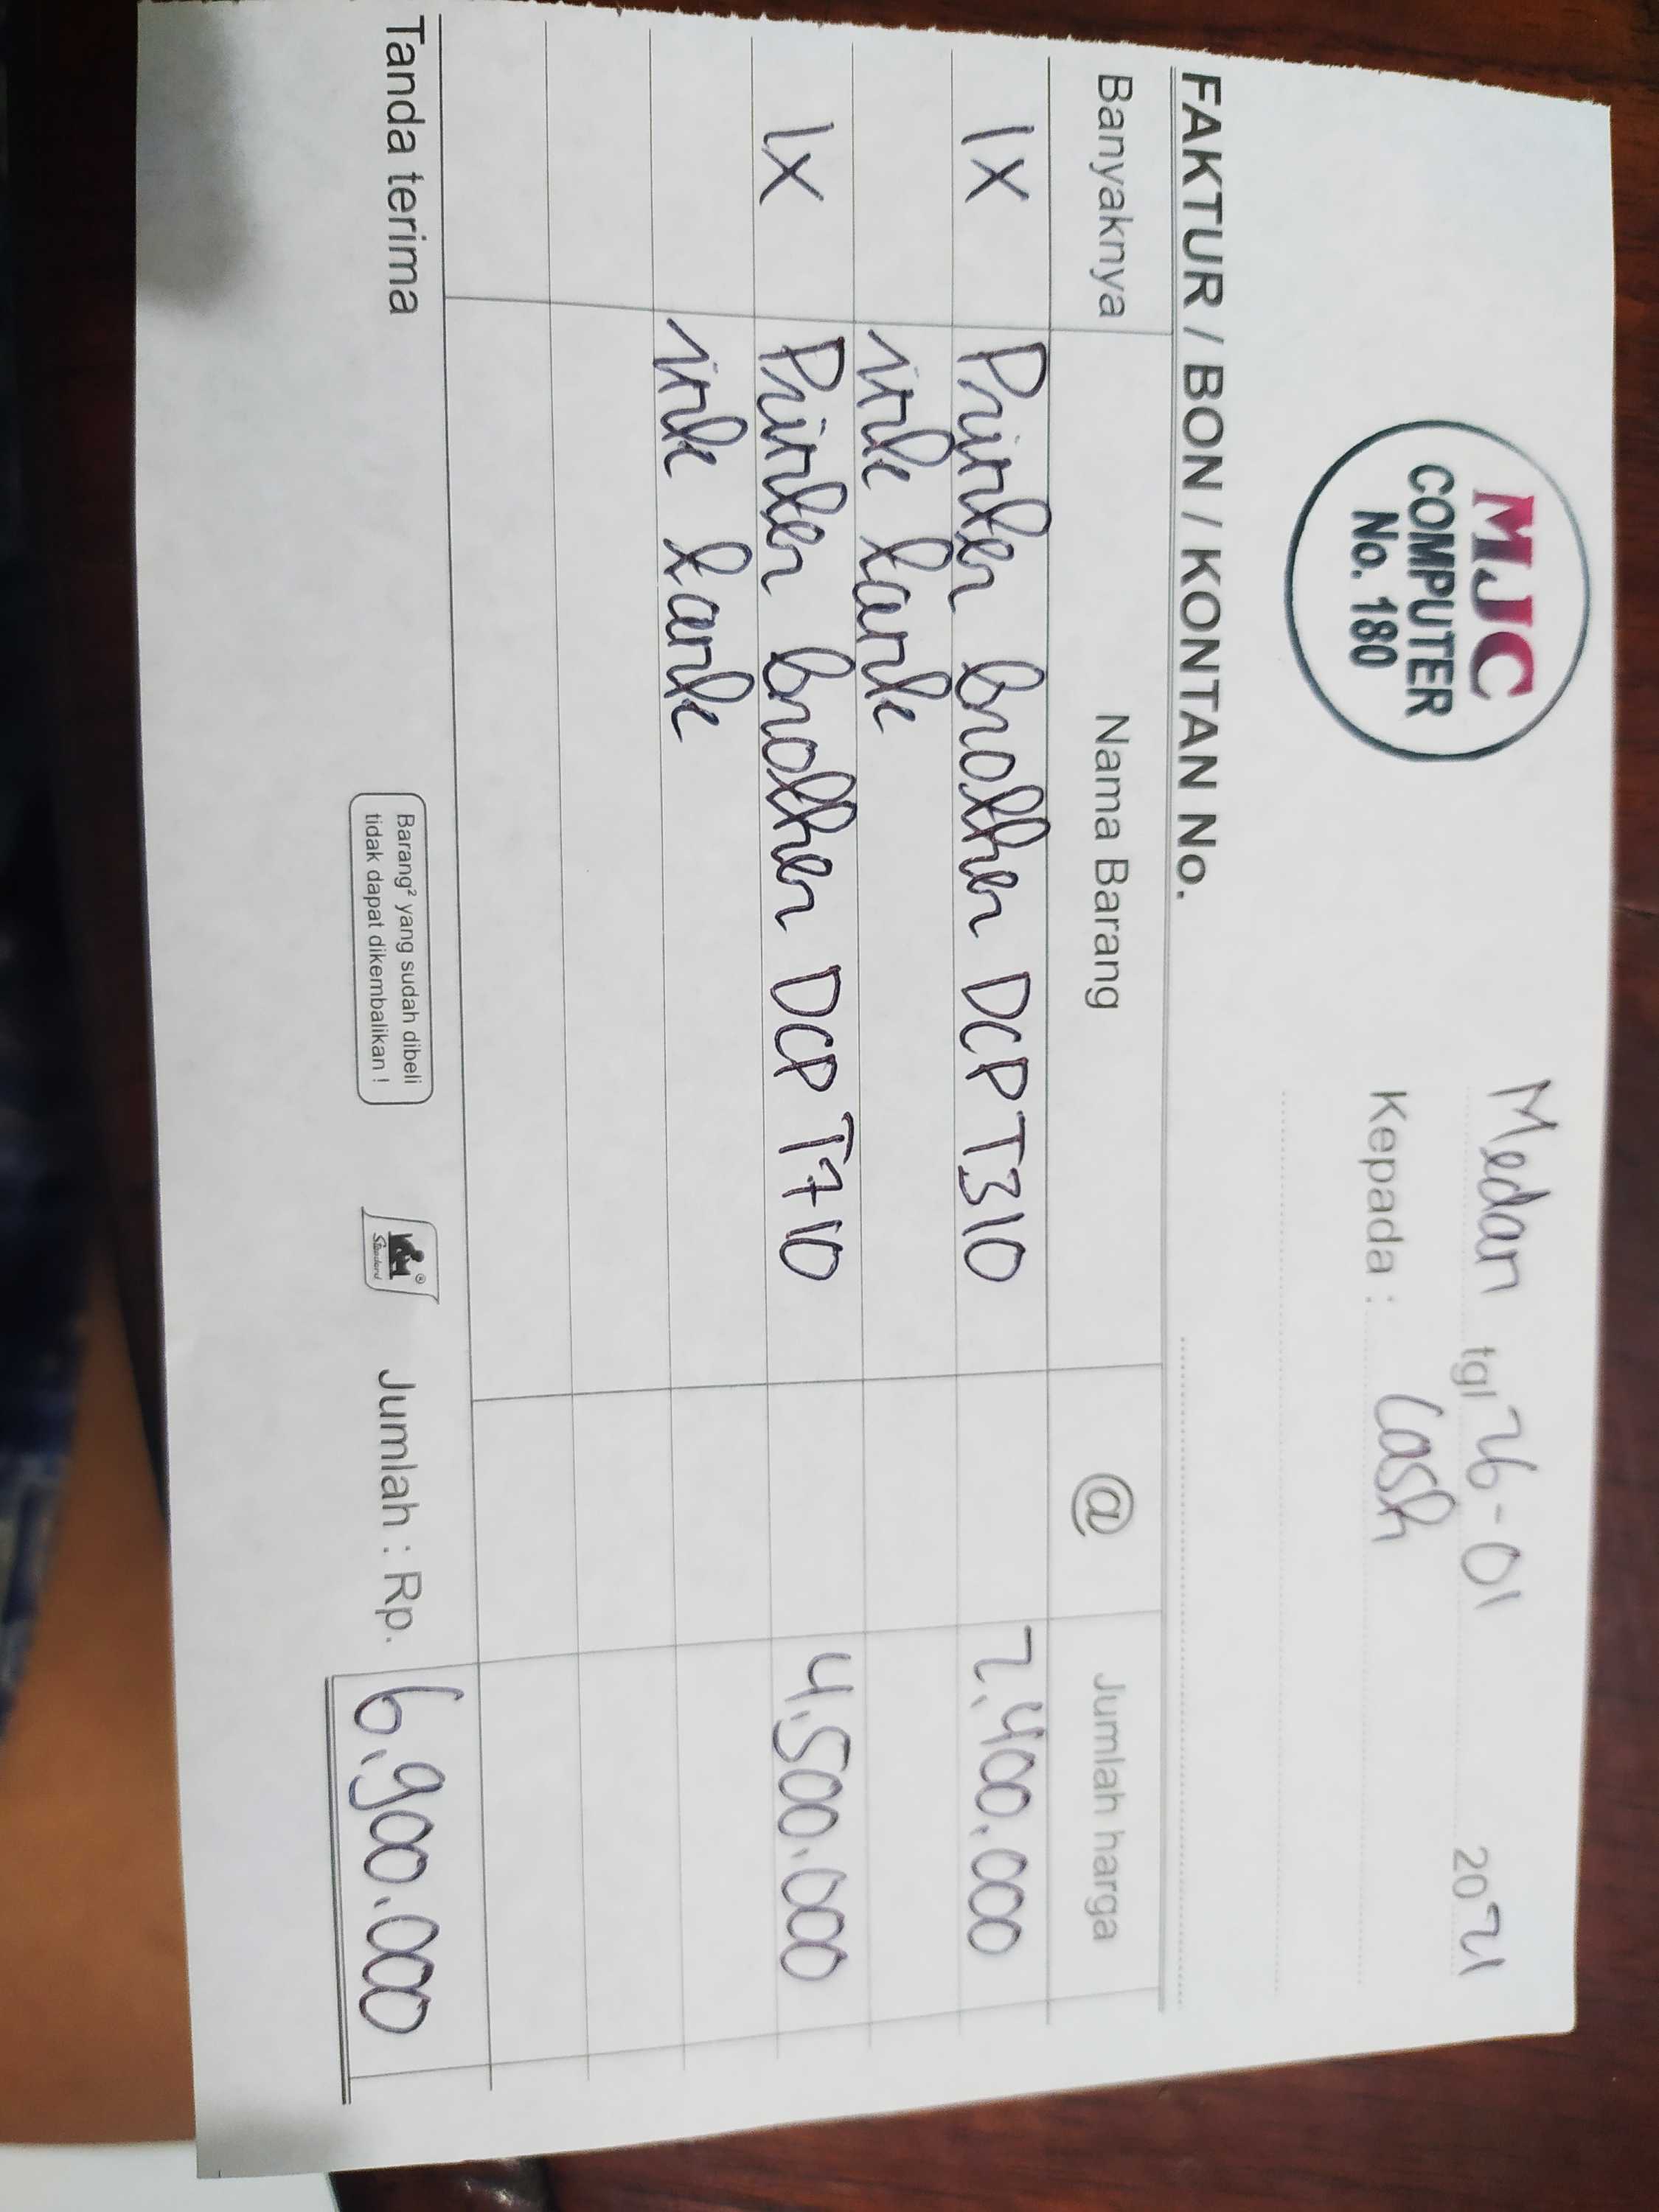 MJC
COMPUTER
No. 180
Medan tgl 26-01 2021
Kepada : Cash
FAKTUR / BON / KONTAN No.
Banyaknya Nama Barang @ Jumlah harga
1X Printer brother DCP T310 2.400.000
ink tank
1X Printer brother DCP T710 4.500.000
ink tank
Tanda terima
Barang² yang sudah dibeli
tidak dapat dikembalikan !
Standard
Jumlah : Rp. 6.900.000